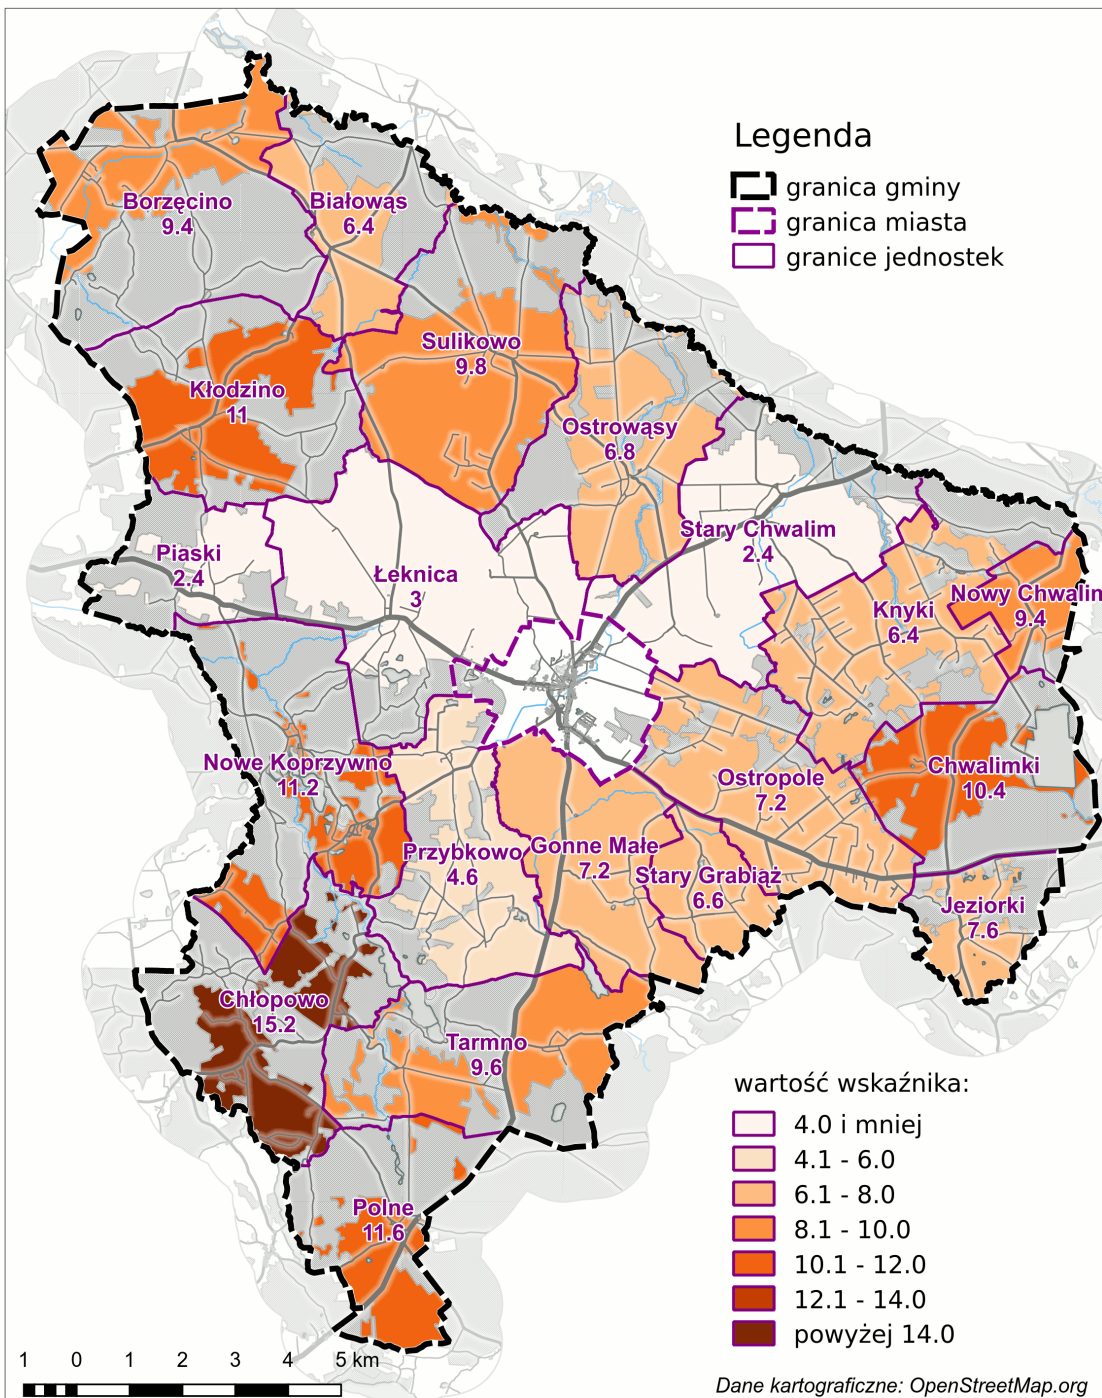 Legenda
granica gminy
granica miasta
granice jednostek
Borzęcino
9.4
Białowąs
6.4
Sulikowo
9.8
Kłodzino
11
Ostrowąsy
6.8
Stary Chwalim
2.4
Piaski
2.4
Łeknica
3
Knyki
6.4
Nowy Chwalim
9.4
Nowe Koprzywno
11.2
Ostropole
7.2
Chwalimki
10.4
Przybkowo
4.6
Gonne Małe
7.2
Stary Grabiąż
6.6
Jeziorki
7.6
Chłopowo
15.2
Tarmno
9.6
Polne
11.6
wartość wskaźnika:
4.0 i mniej
4.1 - 6.0
6.1 - 8.0
8.1 - 10.0
10.1 - 12.0
12.1 - 14.0
powyżej 14.0
1 0 1 2 3 4 5 km
Dane kartograficzne: OpenStreetMap.org